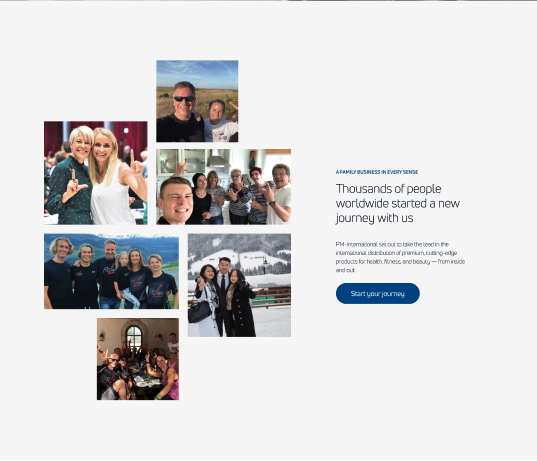 A FAMILY BUSINESS IN EVERY SENSE
Thousands of people
worldwide started a new
journey with us
PM-International set out to take the lead in the
international distribution of premium, cutting-edge
products for health, fitness, and beauty — from inside
and out.
Start your journey